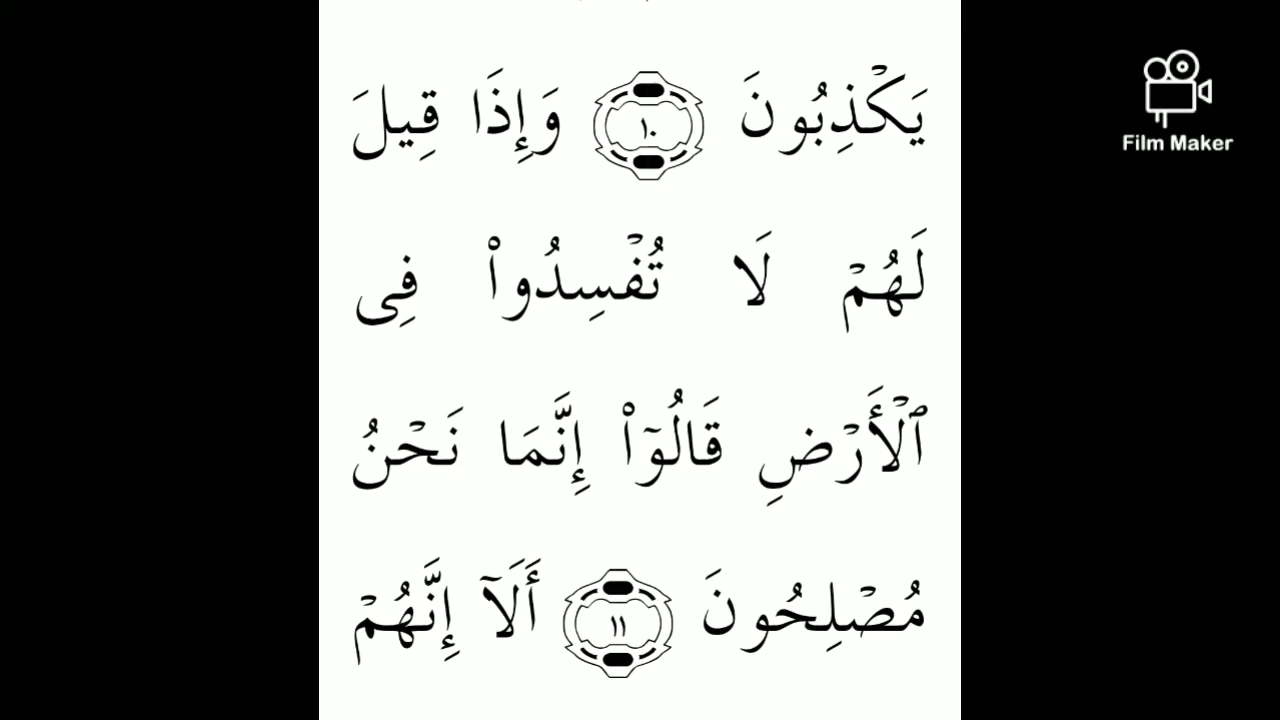 يَكۡذِبُونَ ١٠ وَإِذَا قِيلَ
لَهُمۡ لَا تُفۡسِدُواْ فِى
ٱلۡأَرۡضِ قَالُوٓاْ إِنَّمَا نَحۡنُ
مُصۡلِحُونَ ١١ أَلَآ إِنَّهُمۡ
Film Maker